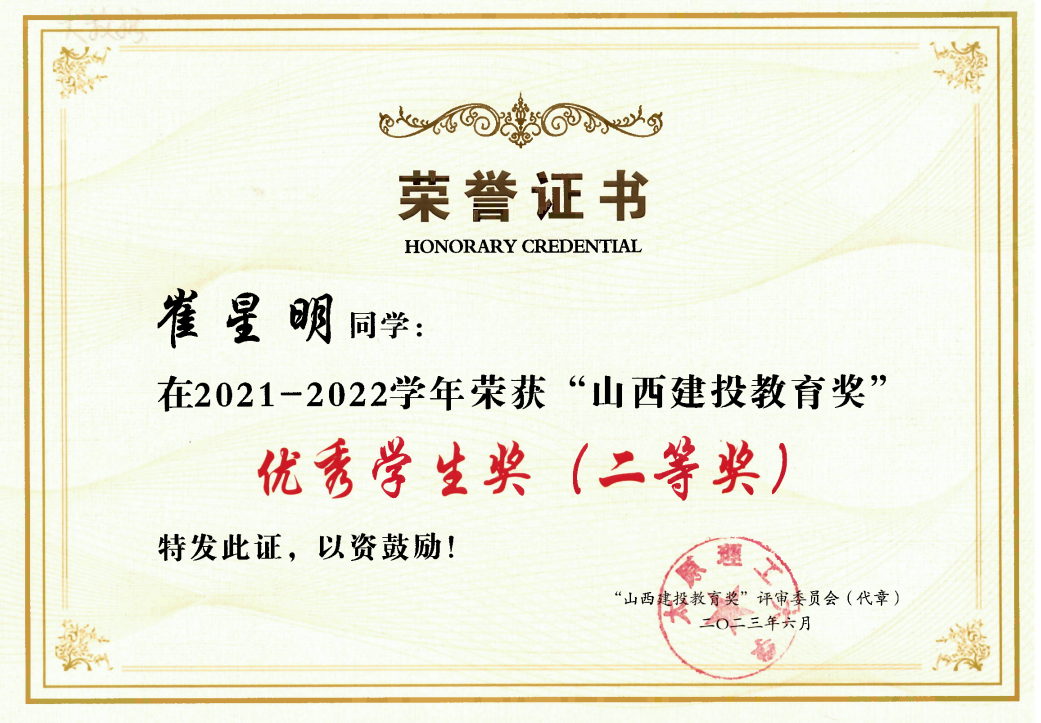 荣誉证书
HONORARY CREDENTIAL
崔星明 同学：
在2021-2022学年荣获“山西建投教育奖”
优秀学生奖（二等奖）
特发此证，以资鼓励！
太原理工大学
“山西建投教育奖”评审委员会（代章）
二〇二三年六月